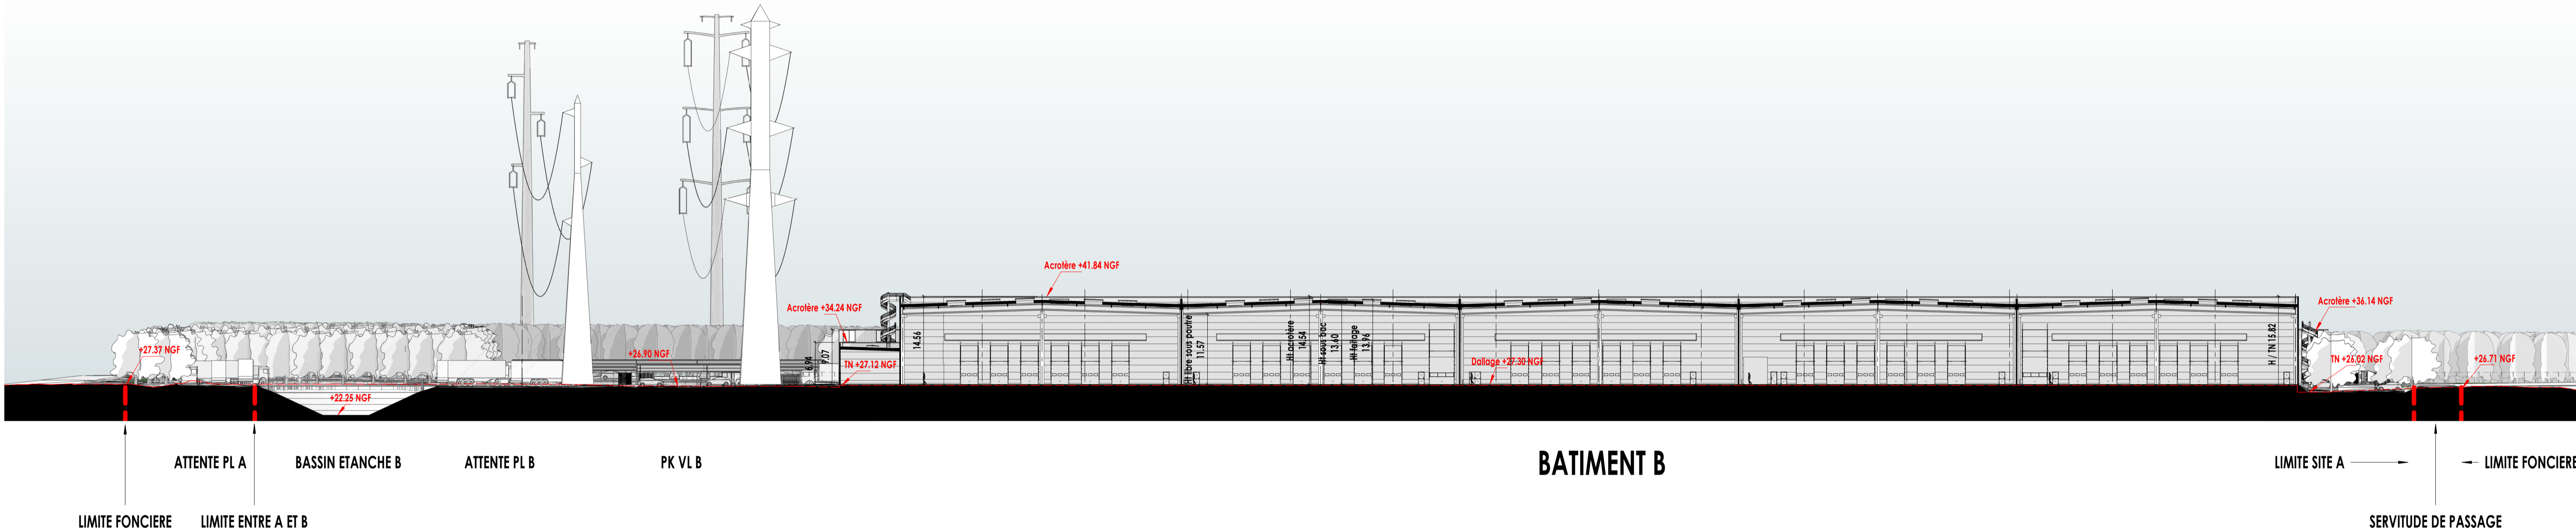 Acrotère +41.84 NGF
Acrotère +34.24 NGF
Acrotère +36.14 NGF
+27.37 NGF
+26.90 NGF
6.94
9.07
TN +27.12 NGF
14.56
Ht libre sous poutre
11.57
Ht acrotère
14.54
Ht sous bac
13.60
Ht faîtage
13.96
Dallage +27.30 NGF
H / TN 15.82
TN +26.02 NGF
+26.71 NGF
+22.25 NGF
ATTENTE PL A
BASSIN ETANCHE B
ATTENTE PL B
PK VL B
BATIMENT B
LIMITE SITE A
LIMITE FONCIERE
LIMITE FONCIERE
LIMITE ENTRE A ET B
SERVITUDE DE PASSAGE